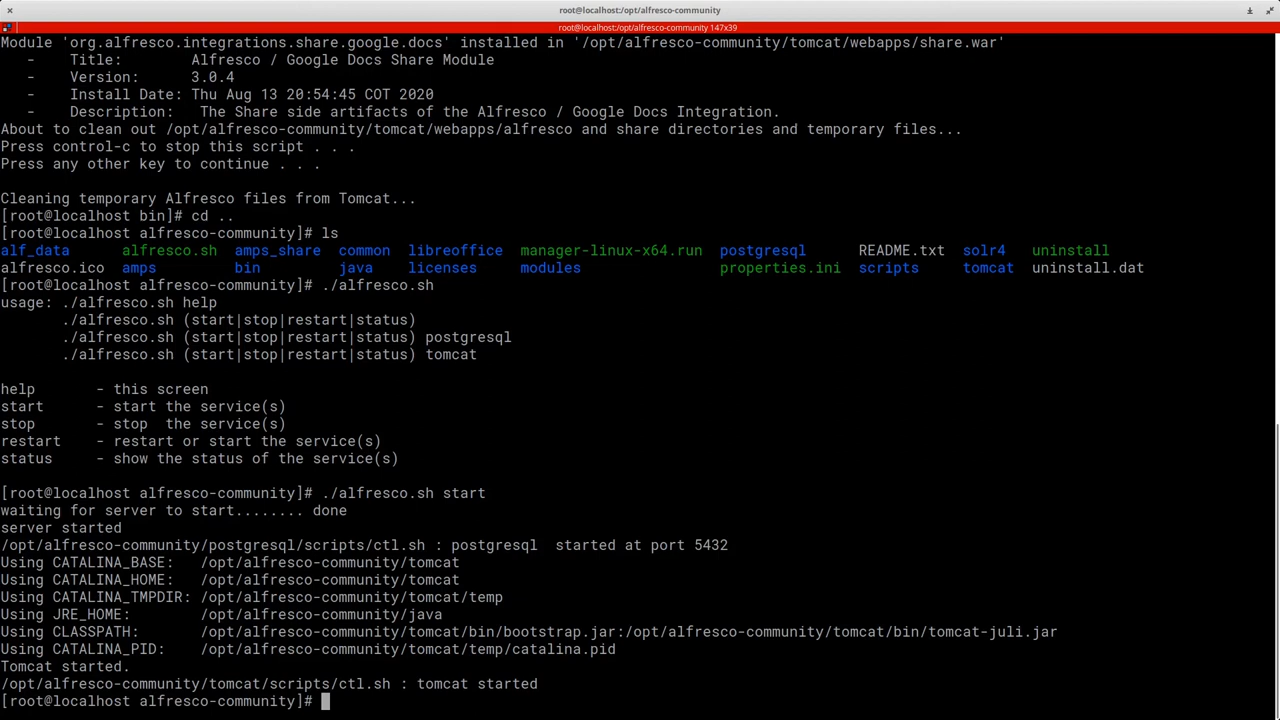 root@localhost:/opt/alfresco-community
root@localhost:/opt/alfresco-community 147x39
Module 'org.alfresco.integrations.share.google.docs' installed in '/opt/alfresco-community/tomcat/webapps/share.war'
   -    Title:        Alfresco / Google Docs Share Module
   -    Version:      3.0.4
   -    Install Date: Thu Aug 13 20:54:45 COT 2020
   -    Description:   The Share side artifacts of the Alfresco / Google Docs Integration.
About to clean out /opt/alfresco-community/tomcat/webapps/alfresco and share directories and temporary files...
Press control-c to stop this script . . .
Press any other key to continue . . .
Cleaning temporary Alfresco files from Tomcat...
[root@localhost bin]# cd ..
[root@localhost alfresco-community]# ls
alf_data      alfresco.sh  amps_share  common  libreoffice  manager-linux-x64.run  postgresql      README.txt  solr4   uninstall
alfresco.ico  amps         bin         java    licenses     modules                properties.ini  scripts     tomcat  uninstall.dat
[root@localhost alfresco-community]# ./alfresco.sh
usage: ./alfresco.sh help
       ./alfresco.sh (start|stop|restart|status)
       ./alfresco.sh (start|stop|restart|status) postgresql
       ./alfresco.sh (start|stop|restart|status) tomcat
help       - this screen
start      - start the service(s)
stop       - stop  the service(s)
restart    - restart or start the service(s)
status     - show the status of the service(s)
[root@localhost alfresco-community]# ./alfresco.sh start
waiting for server to start........ done
server started
/opt/alfresco-community/postgresql/scripts/ctl.sh : postgresql  started at port 5432
Using CATALINA_BASE:   /opt/alfresco-community/tomcat
Using CATALINA_HOME:   /opt/alfresco-community/tomcat
Using CATALINA_TMPDIR: /opt/alfresco-community/tomcat/temp
Using JRE_HOME:        /opt/alfresco-community/java
Using CLASSPATH:       /opt/alfresco-community/tomcat/bin/bootstrap.jar:/opt/alfresco-community/tomcat/bin/tomcat-juli.jar
Using CATALINA_PID:    /opt/alfresco-community/tomcat/temp/catalina.pid
Tomcat started.
/opt/alfresco-community/tomcat/scripts/ctl.sh : tomcat started
[root@localhost alfresco-community]#